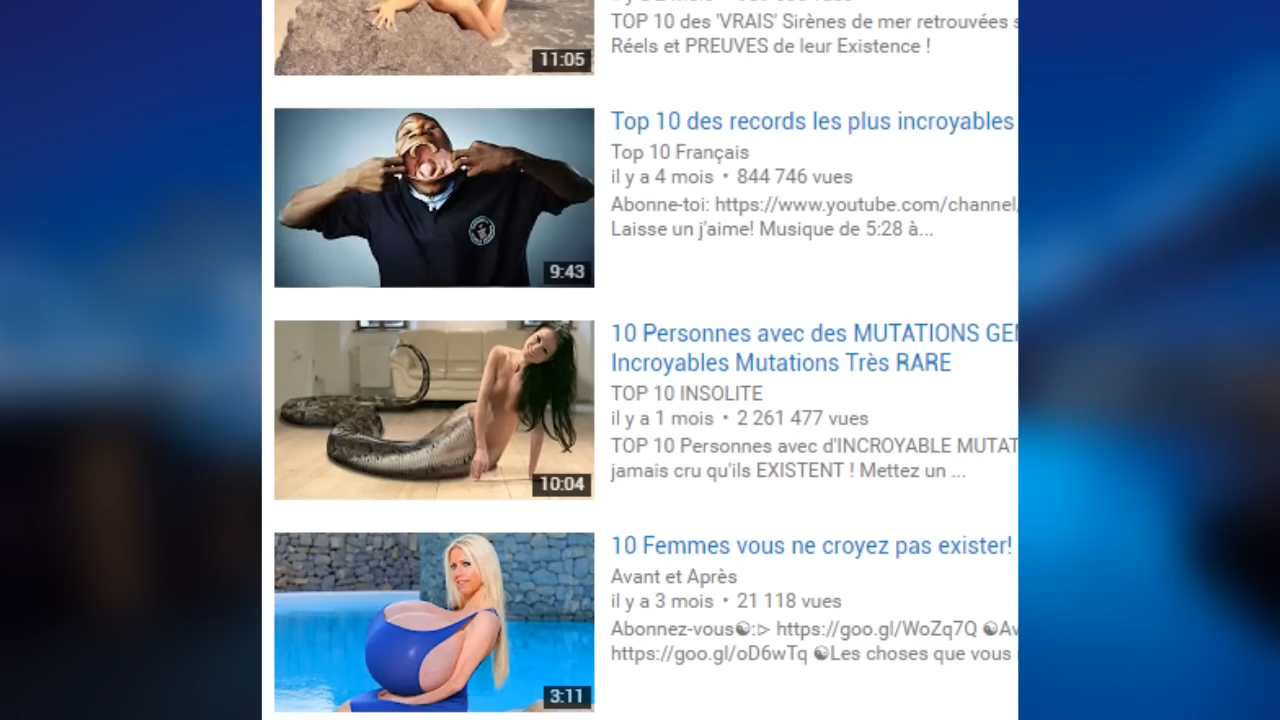 TOP 10 des 'VRAIS' Sirènes de mer retrouvées
Réels et PREUVES de leur Existence !
11:05
Top 10 des records les plus incroyables
Top 10 Français
il y a 4 mois • 844 746 vues
Abonne-toi: https://www.youtube.com/channel,
Laisse un j'aime! Musique de 5:28 à...
9:43
10 Personnes avec des MUTATIONS GE
Incroyables Mutations Très RARE
TOP 10 INSOLITE
il y a 1 mois • 2 261 477 vues
TOP 10 Personnes avec d'INCROYABLE MUTAT
jamais cru qu'ils EXISTENT ! Mettez un ...
10:04
10 Femmes vous ne croyez pas exister!
Avant et Après
il y a 3 mois • 21 118 vues
Abonnez-vous☯:⊳ https://goo.gl/WoZq7Q ☯Av
https://goo.gl/oD6wTq ☯Les choses que vous
3:11